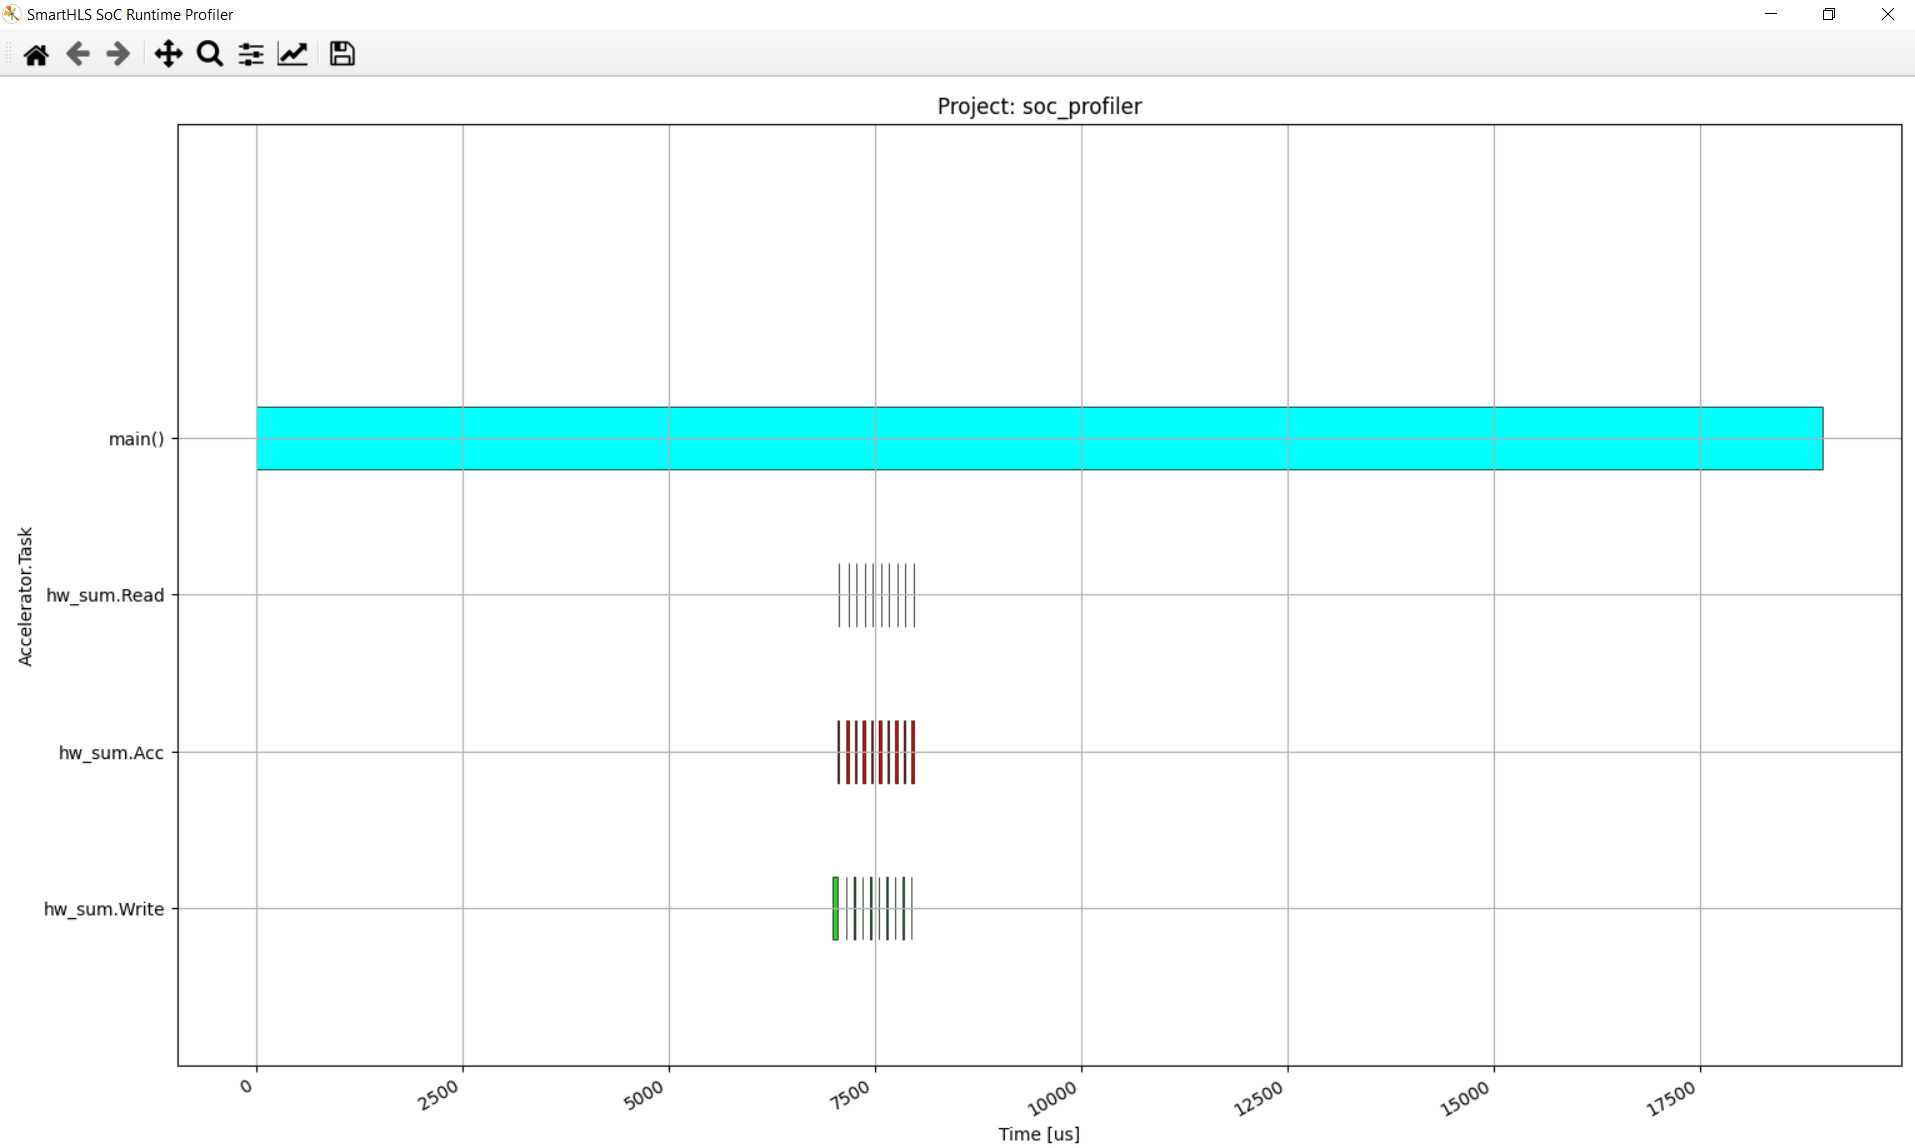 SmartHLS SoC Runtime Profiler
Project: soc_profiler
main()
hw_sum.Read
hw_sum.Acc
hw_sum.Write
Accelerator.Task
0
2500
5000
7500
10000
12500
15000
17500
Time [us]